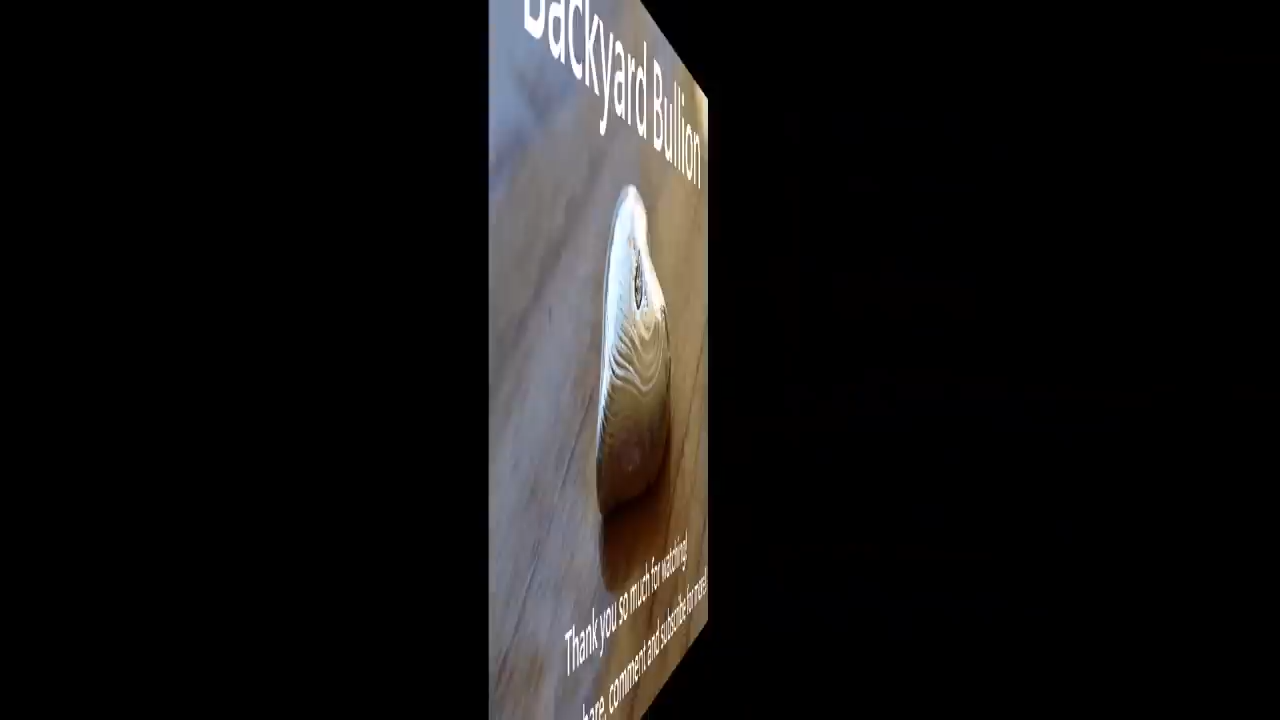 Backyard Bullion
Thank you so much for watching!
comment and subscribe for more!